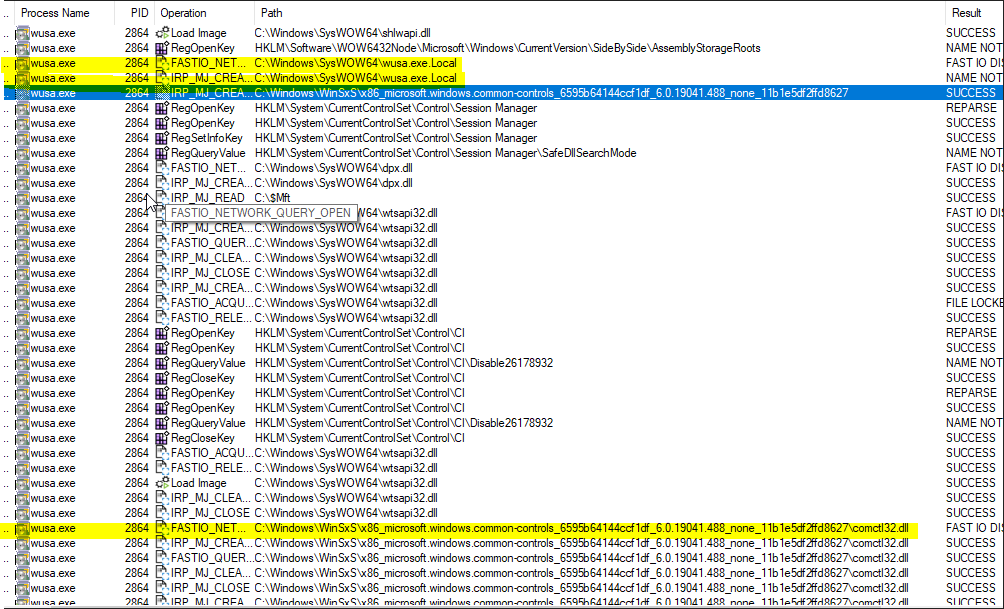 Process Name PID Operation Path Result
.. wusa.exe 2864 Load Image C:\Windows\SysWOW64\shlwapi.dll SUCCESS
.. wusa.exe 2864 RegOpenKey HKLM\Software\WOW6432Node\Microsoft\Windows\CurrentVersion\SideBySide\AssemblyStorageRoots NAME NOT
.. wusa.exe 2864 FASTIO_NET... C:\Windows\SysWOW64\wusa.exe.Local FAST IO DIS
.. wusa.exe 2864 IRP_MJ_CREA... C:\Windows\SysWOW64\wusa.exe.Local NAME NOT
.. wusa.exe 2864 IRP_MJ_CREA... C:\Windows\WinSxS\x86_microsoft.windows.common-controls_6595b64144ccf1df_6.0.19041.488_none_11b1e5df2ffd8627 SUCCESS
.. wusa.exe 2864 RegOpenKey HKLM\System\CurrentControlSet\Control\Session Manager REPARSE
.. wusa.exe 2864 RegOpenKey HKLM\System\CurrentControlSet\Control\Session Manager SUCCESS
.. wusa.exe 2864 RegSetInfoKey HKLM\System\CurrentControlSet\Control\Session Manager SUCCESS
.. wusa.exe 2864 RegQueryValue HKLM\System\CurrentControlSet\Control\Session Manager\SafeDllSearchMode NAME NOT
.. wusa.exe 2864 FASTIO_NET... C:\Windows\SysWOW64\dpx.dll FAST IO DIS
.. wusa.exe 2864 IRP_MJ_CREA... C:\Windows\SysWOW64\dpx.dll SUCCESS
.. wusa.exe 2864 IRP_MJ_READ C:\$Mft SUCCESS
.. wusa.exe 2864 FASTIO_NETWORK_QUERY_OPEN W64\wtsapi32.dll FAST IO DIS
.. wusa.exe 2864 IRP_MJ_CREA... C:\Windows\SysWOW64\wtsapi32.dll SUCCESS
.. wusa.exe 2864 FASTIO_QUER... C:\Windows\SysWOW64\wtsapi32.dll SUCCESS
.. wusa.exe 2864 IRP_MJ_CLEA... C:\Windows\SysWOW64\wtsapi32.dll SUCCESS
.. wusa.exe 2864 IRP_MJ_CLOSE C:\Windows\SysWOW64\wtsapi32.dll SUCCESS
.. wusa.exe 2864 IRP_MJ_CREA... C:\Windows\SysWOW64\wtsapi32.dll SUCCESS
.. wusa.exe 2864 FASTIO_ACQU... C:\Windows\SysWOW64\wtsapi32.dll FILE LOCKE
.. wusa.exe 2864 FASTIO_RELE... C:\Windows\SysWOW64\wtsapi32.dll SUCCESS
.. wusa.exe 2864 RegOpenKey HKLM\System\CurrentControlSet\Control\CI REPARSE
.. wusa.exe 2864 RegOpenKey HKLM\System\CurrentControlSet\Control\CI SUCCESS
.. wusa.exe 2864 RegQueryValue HKLM\System\CurrentControlSet\Control\CI\Disable26178932 NAME NOT
.. wusa.exe 2864 RegCloseKey HKLM\System\CurrentControlSet\Control\CI SUCCESS
.. wusa.exe 2864 RegOpenKey HKLM\System\CurrentControlSet\Control\CI REPARSE
.. wusa.exe 2864 RegOpenKey HKLM\System\CurrentControlSet\Control\CI SUCCESS
.. wusa.exe 2864 RegQueryValue HKLM\System\CurrentControlSet\Control\CI\Disable26178932 NAME NOT
.. wusa.exe 2864 RegCloseKey HKLM\System\CurrentControlSet\Control\CI SUCCESS
.. wusa.exe 2864 FASTIO_ACQU... C:\Windows\SysWOW64\wtsapi32.dll SUCCESS
.. wusa.exe 2864 FASTIO_RELE... C:\Windows\SysWOW64\wtsapi32.dll SUCCESS
.. wusa.exe 2864 Load Image C:\Windows\SysWOW64\wtsapi32.dll SUCCESS
.. wusa.exe 2864 IRP_MJ_CLEA... C:\Windows\SysWOW64\wtsapi32.dll SUCCESS
.. wusa.exe 2864 IRP_MJ_CLOSE C:\Windows\SysWOW64\wtsapi32.dll SUCCESS
.. wusa.exe 2864 FASTIO_NET... C:\Windows\WinSxS\x86_microsoft.windows.common-controls_6595b64144ccf1df_6.0.19041.488_none_11b1e5df2ffd8627\comctl32.dll FAST IO DIS
.. wusa.exe 2864 IRP_MJ_CREA... C:\Windows\WinSxS\x86_microsoft.windows.common-controls_6595b64144ccf1df_6.0.19041.488_none_11b1e5df2ffd8627\comctl32.dll SUCCESS
.. wusa.exe 2864 FASTIO_QUER... C:\Windows\WinSxS\x86_microsoft.windows.common-controls_6595b64144ccf1df_6.0.19041.488_none_11b1e5df2ffd8627\comctl32.dll SUCCESS
.. wusa.exe 2864 IRP_MJ_CLEA... C:\Windows\WinSxS\x86_microsoft.windows.common-controls_6595b64144ccf1df_6.0.19041.488_none_11b1e5df2ffd8627\comctl32.dll SUCCESS
.. wusa.exe 2864 IRP_MJ_CLOSE C:\Windows\WinSxS\x86_microsoft.windows.common-controls_6595b64144ccf1df_6.0.19041.488_none_11b1e5df2ffd8627\comctl32.dll SUCCESS
.. wusa.exe 2864 IRP_MJ_CREA... C:\Windows\WinSxS\x86_microsoft.windows.common-controls_6595b64144ccf1df_6.0.19041.488_none_11b1e5df2ffd8627\comctl32.dll SUCCESS